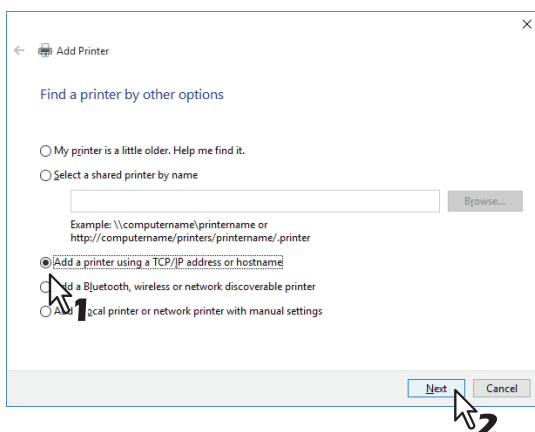 Add Printer
Find a printer by other options
My printer is a little older. Help me find it.
Select a shared printer by name
Browse...
Example: \\computername\printername or
http://computername/printers/printername/.printer
Add a printer using a TCP/IP address or hostname
a Bluetooth, wireless or network discoverable printer
1
printer or network printer with manual settings
Next
Cancel
2